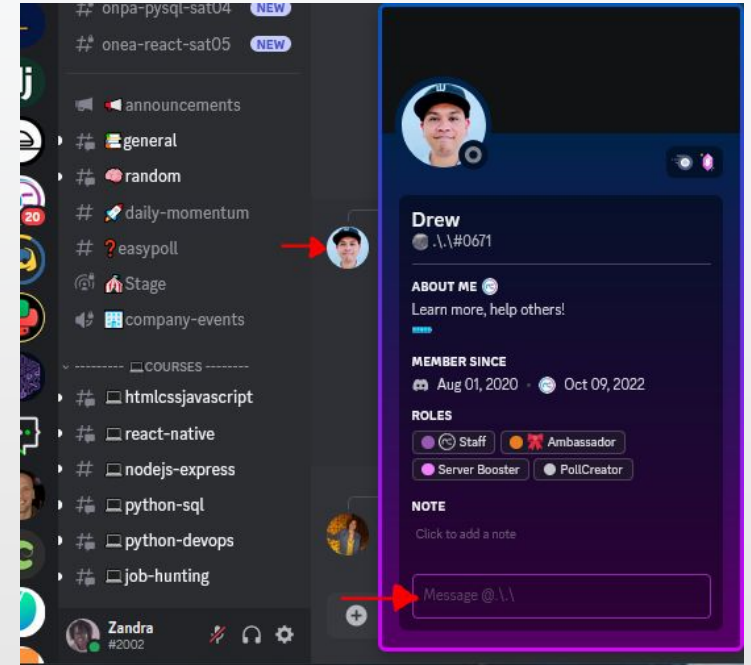 onpa-pysql-sat04 NEW
onea-react-sat05 NEW
announcements
general
random
daily-momentum
easypoll
Stage
company-events
--------- COURSES --------
htmlcssjavascript
react-native
nodejs-express
python-sql
python-devops
job-hunting
20
Zandra
#2002
Drew
.\.\#0671
ABOUT ME
Learn more, help others!
MEMBER SINCE
Aug 01, 2020
Oct 09, 2022
ROLES
Staff
Ambassador
Server Booster
PollCreator
NOTE
Click to add a note
Message @.\.\